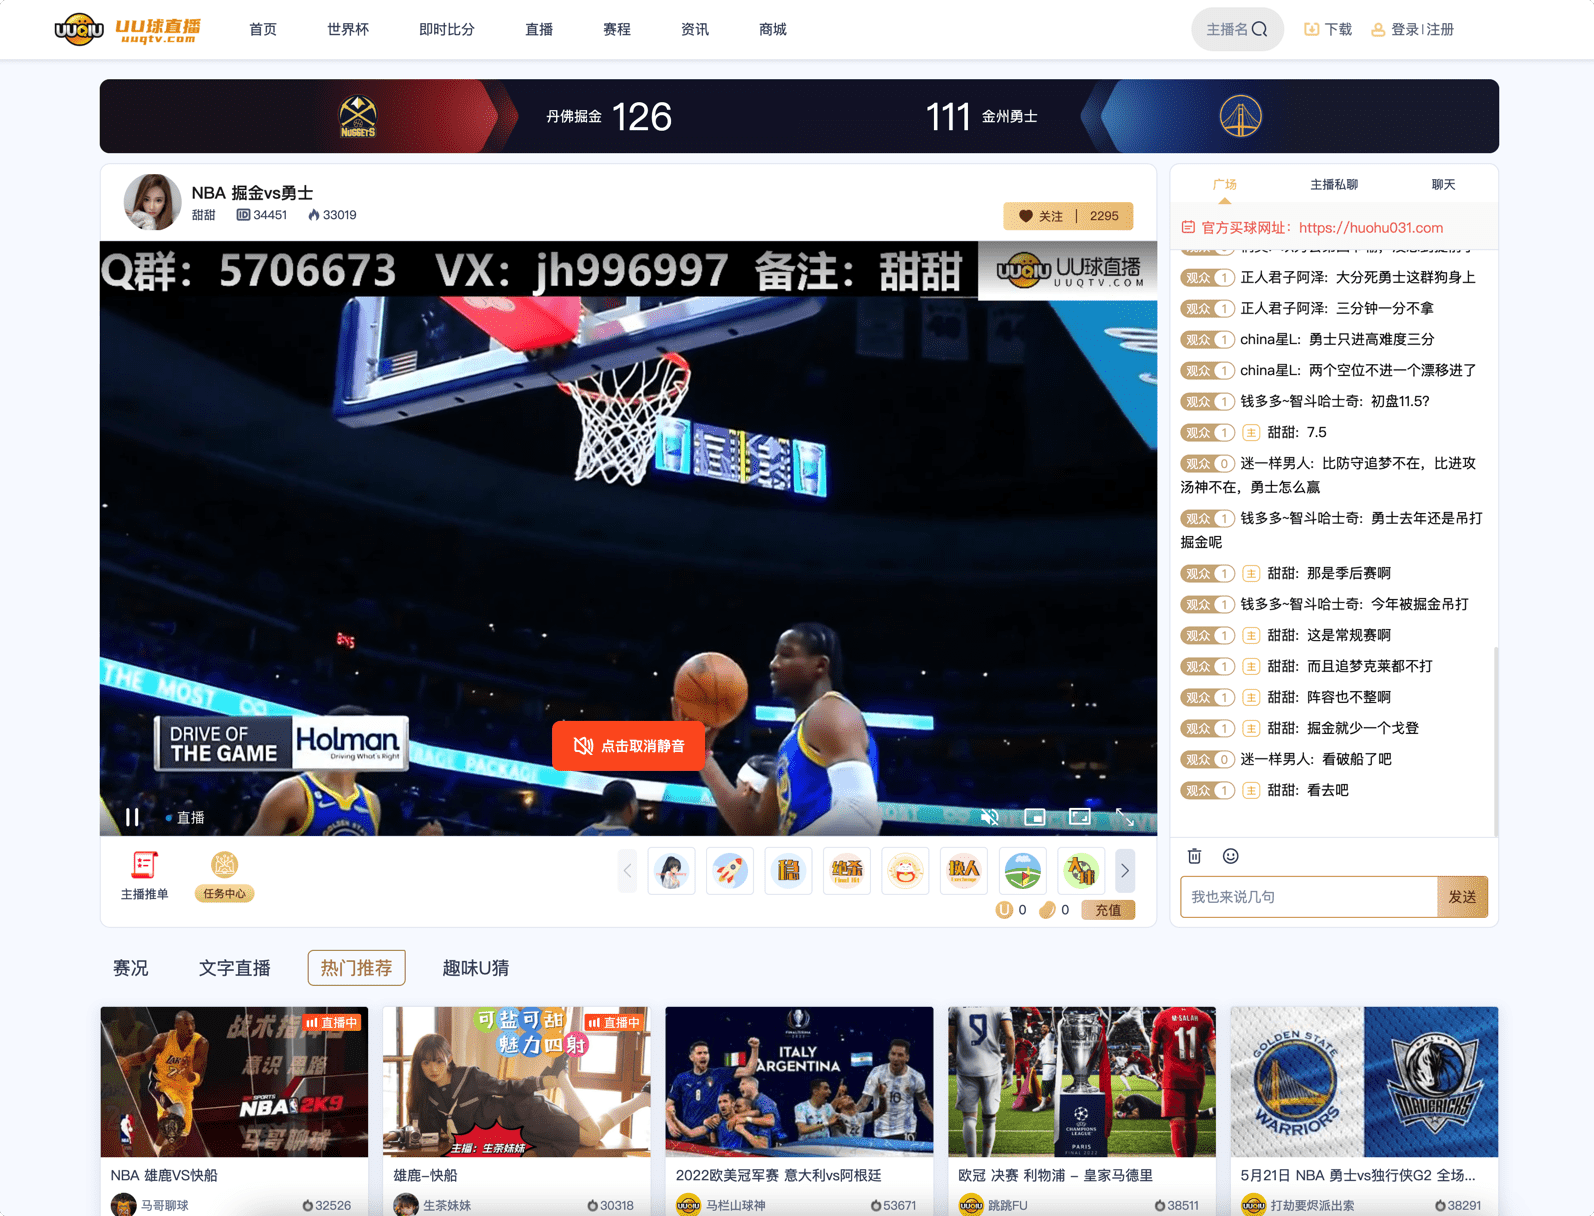 UUQIU UU球直播 uuqtv.com
首页 世界杯 即时比分 直播 赛程 资讯 商城
主播名 下载 登录 | 注册
NUGGETS 丹佛掘金 126 111 金州勇士
NBA 掘金vs勇士
甜甜 ID 34451 33019
关注 | 2295
Q群：5706673 VX：jh996997 备注：甜甜
UUQIU UU球直播
UUQTV.COM
THE MOST
DRIVE OF
THE GAME
Holman
Driving What's Right
点击取消静音
直播
主播推单
任务中心
稳 绝杀 换人
0 0 充值
广场 主播私聊 聊天
官方买球网址：https://huohu031.com
观众 1 正人君子阿泽：大分死勇士这群狗身上
观众 1 正人君子阿泽：三分钟一分不拿
观众 1 china星L：勇士只进高难度三分
观众 1 china星L：两个空位不进一个漂移进了
观众 1 钱多多~智斗哈士奇：初盘11.5?
观众 1 主 甜甜：7.5
观众 0 迷一样男人：比防守追梦不在，比进攻
汤神不在，勇士怎么赢
观众 1 钱多多~智斗哈士奇：勇士去年还是吊打
掘金呢
观众 1 主 甜甜：那是季后赛啊
观众 1 钱多多~智斗哈士奇：今年被掘金吊打
观众 1 主 甜甜：这是常规赛啊
观众 1 主 甜甜：而且追梦克莱都不打
观众 1 主 甜甜：阵容也不整啊
观众 1 主 甜甜：掘金就少一个戈登
观众 0 迷一样男人：看破船了吧
观众 1 主 甜甜：看去吧
我也来说几句 发送
赛况 文字直播 热门推荐 趣味U猜
直播中
意识 思路
NBA 2K9
马哥聊球
NBA 雄鹿VS快船
马哥聊球 32526
可盐可甜
魅力四射
直播中
主播：生茶妹妹
雄鹿-快船
生茶妹妹 30318
ITALY
ARGENTINA
10
2022欧美冠军赛 意大利vs阿根廷
马栏山球神 53671
9
M.SALAH
11
CHAMPIONS
LEAGUE
PARIS
欧冠 决赛 利物浦 - 皇家马德里
跳跳FU 38511
GOLDEN STATE
WARRIORS
MAVERICKS
5月21日 NBA 勇士vs独行侠G2 全场...
打劫要烬派出索 38291